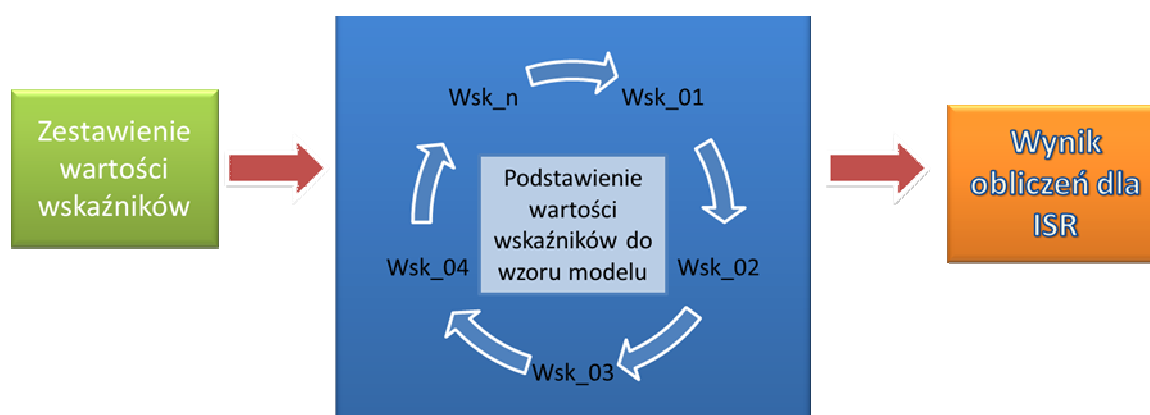 Zestawienie
wartości
wskaźników
Wsk_n
Wsk_01
Wsk_02
Wsk_03
Wsk_04
Podstawienie
wartości
wskaźników do
wzoru modelu
Wynik
obliczeń dla
ISR